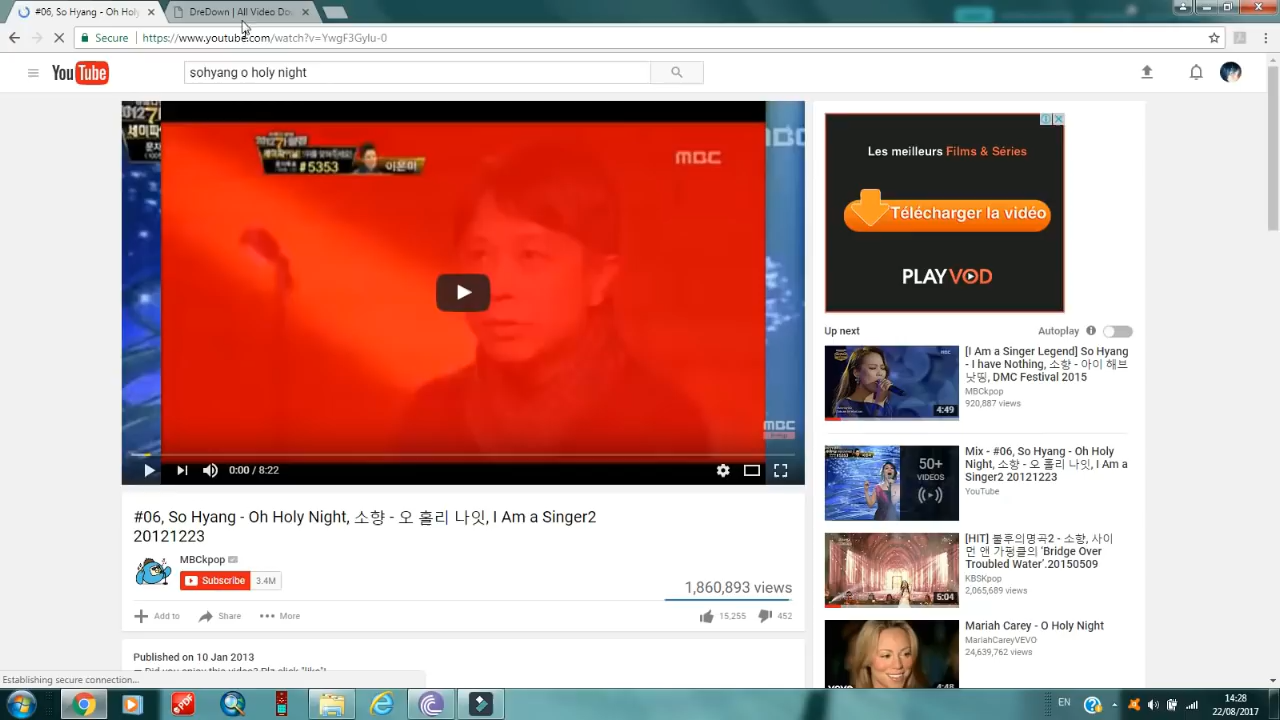 #06, So Hyang - Oh Holy
DreDown | All Video Do
Secure
https://www.youtube.com/watch?v=YwgF3Gylu-0
YouTube
sohyang o holy night
#5353
이은미
MBC
MBC
Les meilleurs Films & Séries
Télécharger la vidéo
PLAYVOD
Up next
Autoplay
[I Am a Singer Legend] So Hyang
- I have Nothing, 소향 - 아이 해브
낫띵, DMC Festival 2015
MBCkpop
920,887 views
MBC
4:49
50+
VIDEOS
Mix - #06, So Hyang - Oh Holy
Night, 소향 - 오 홀리 나잇, I Am a
Singer2 20121223
YouTube
[HIT] 불후의명곡2 - 소향, 사이
먼 앤 가펑클의 'Bridge Over
Troubled Water'.20150509
KBSKpop
2,065,689 views
5:04
Mariah Carey - O Holy Night
MariahCareyVEVO
24,639,762 views
0:00 / 8:22
#06, So Hyang - Oh Holy Night, 소향 - 오 홀리 나잇, I Am a Singer2
20121223
MBCkpop
Subscribe
3.4M
1,860,893 views
Add to
Share
More
15,255
452
Published on 10 Jan 2013
Establishing secure connection...
PDF
EN
14:28
22/08/2017